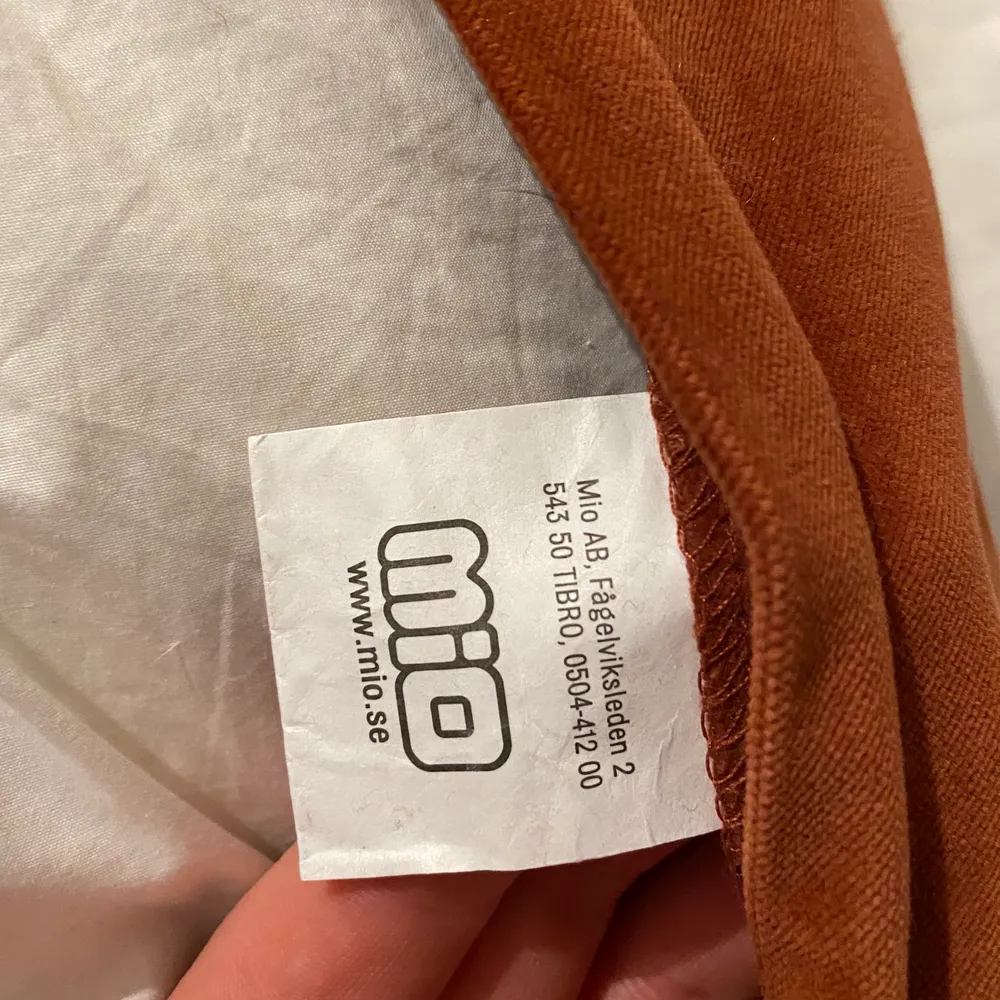 Mio AB, Fågelviksleden 2
543 50 TIBRO, 0504-412 00
mio
www.mio.se